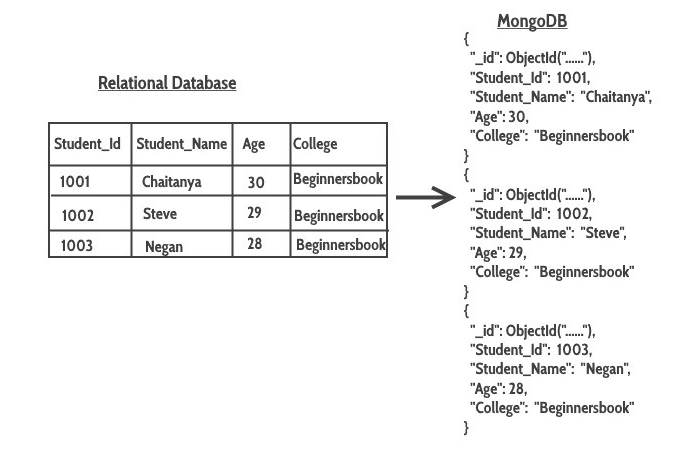 MongoDB
{
"_id": ObjectId("......"),
"Student_Id": 1001,
"Student_Name": "Chaitanya",
"Age": 30,
"College": "Beginnersbook"
}
{
"_id": ObjectId("......"),
"Student_Id": 1002,
"Student_Name": "Steve",
"Age": 29,
"College": "Beginnersbook"
}
{
"_id": ObjectId("......"),
"Student_Id": 1003,
"Student_Name": "Negan",
"Age": 28,
"College": "Beginnersbook"
}
Relational Database
Student_Id Student_Name Age College
1001 Chaitanya 30 Beginnersbook
1002 Steve 29 Beginnersbook
1003 Negan 28 Beginnersbook